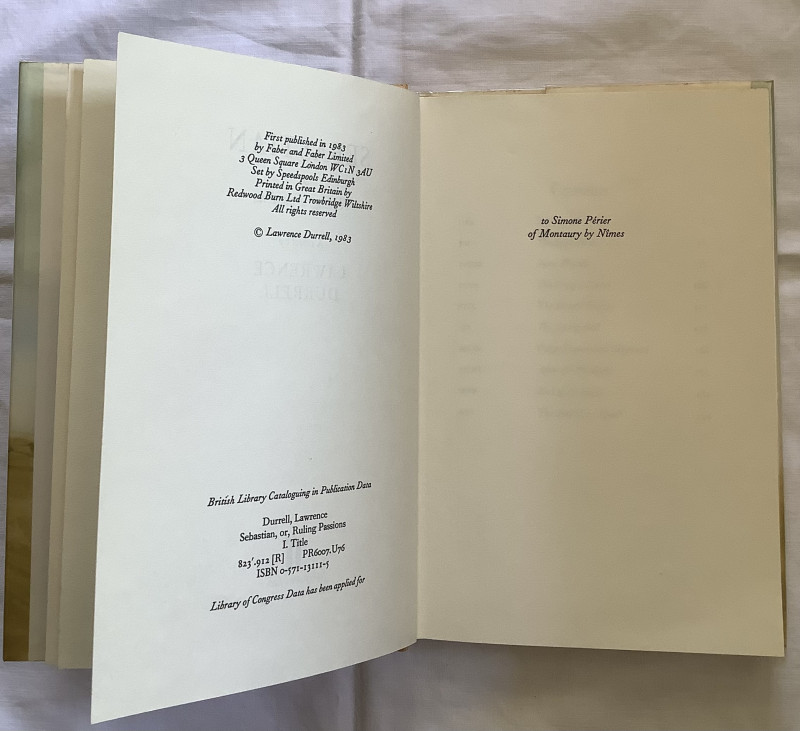 First published in 1983
by Faber and Faber Limited
3 Queen Square London WC1N 3AU
Set by Speedspools Edinburgh
Printed in Great Britain by
Redwood Burn Ltd Trowbridge Wiltshire
All rights reserved
© Lawrence Durrell, 1983
British Library Cataloguing in Publication Data
Durrell, Lawrence
Sebastian, or, Ruling Passions
I. Title
823'.912 [R] PR6007.U76
ISBN 0-571-13111-5
Library of Congress Data has been applied for
to Simone Périer
of Montaury by Nîmes